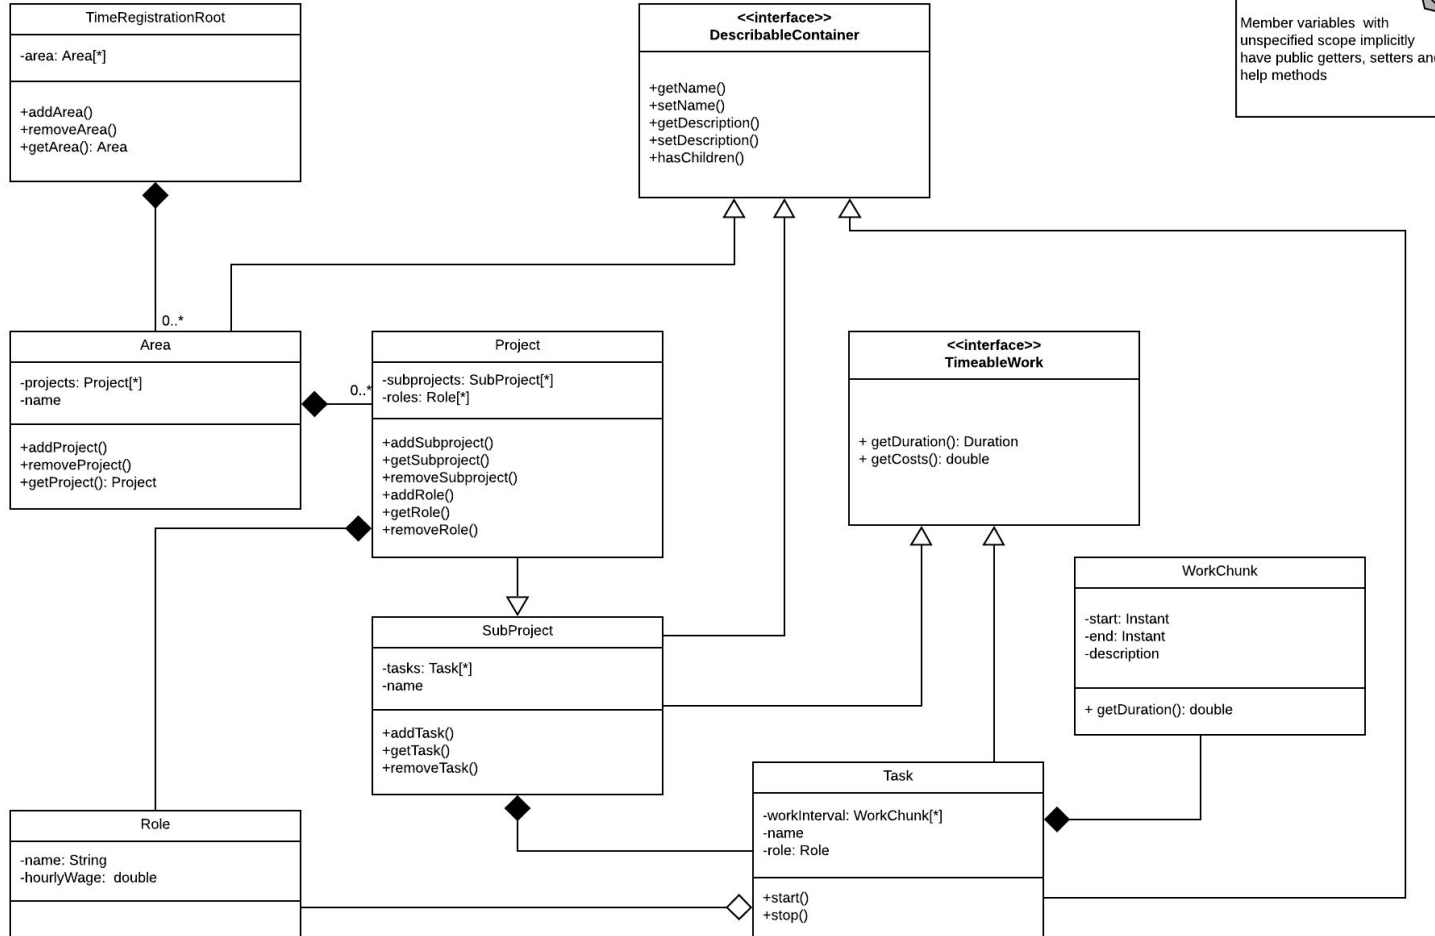 TimeRegistrationRoot
-area: Area[*]
+addArea()
+removeArea()
+getArea(): Area
<<interface>>
DescribableContainer
+getName()
+setName()
+getDescription()
+setDescription()
+hasChildren()
Member variables with
unspecified scope implicitly
have public getters, setters an
help methods
0..*
Area
-projects: Project[*]
-name
+addProject()
+removeProject()
+getProject(): Project
0..*
Project
-subprojects: SubProject[*]
-roles: Role[*]
+addSubproject()
+getSubproject()
+removeSubproject()
+addRole()
+getRole()
+removeRole()
<<interface>>
TimeableWork
+ getDuration(): Duration
+ getCosts(): double
WorkChunk
-start: Instant
-end: Instant
-description
+ getDuration(): double
SubProject
-tasks: Task[*]
-name
+addTask()
+getTask()
+removeTask()
Task
-workInterval: WorkChunk[*]
-name
-role: Role
+start()
+stop()
Role
-name: String
-hourlyWage: double